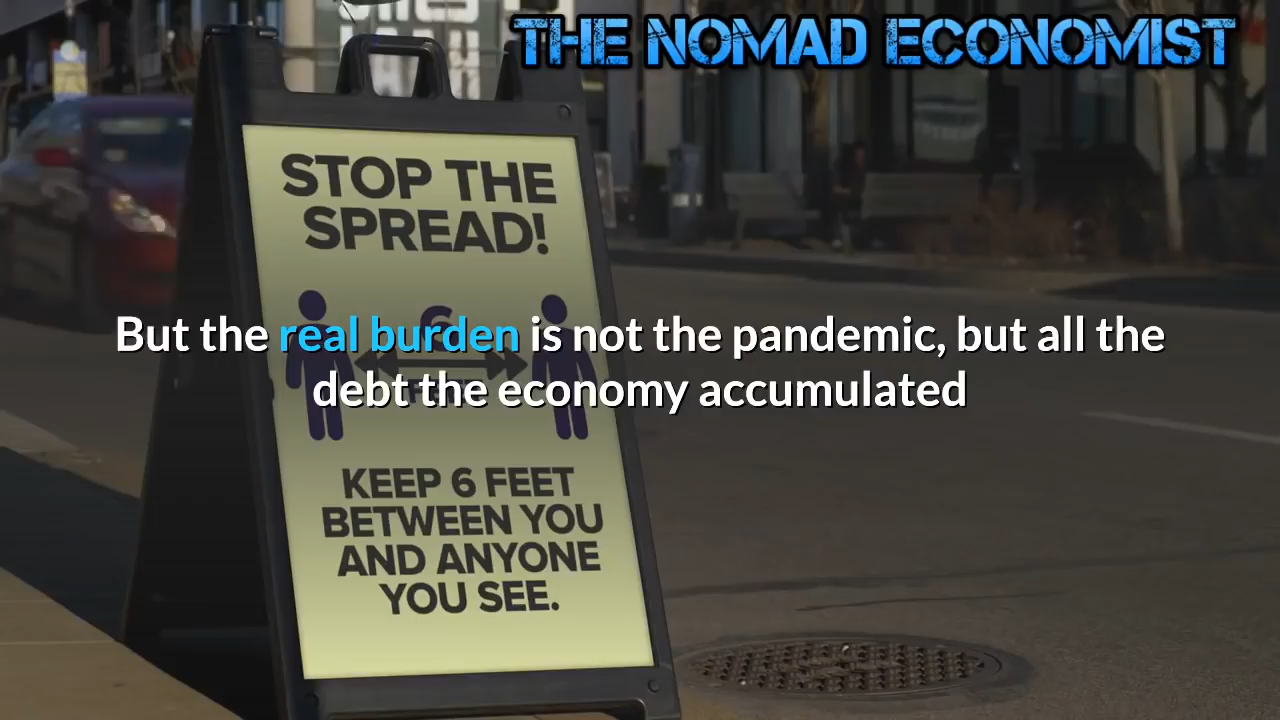 THE NOMAD ECONOMIST
STOP THE
SPREAD!
But the real burden is not the pandemic, but all the
debt the economy accumulated
KEEP 6 FEET
BETWEEN YOU
AND ANYONE
YOU SEE.